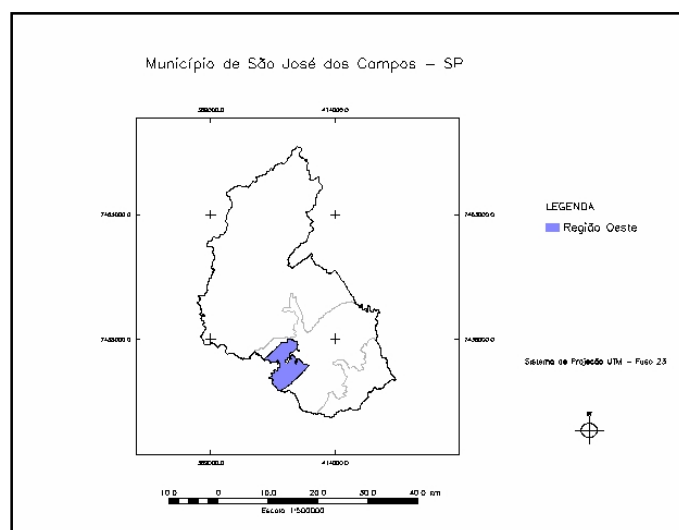 Município de São José dos Campos - SP
414000.0
LEGENDA
Região Oeste
Sistema de Projeção UTM - Fuso 23
N
414000.0
10.0 0 10.0 20.0 30.0 40.0 km
Escala 1:500000